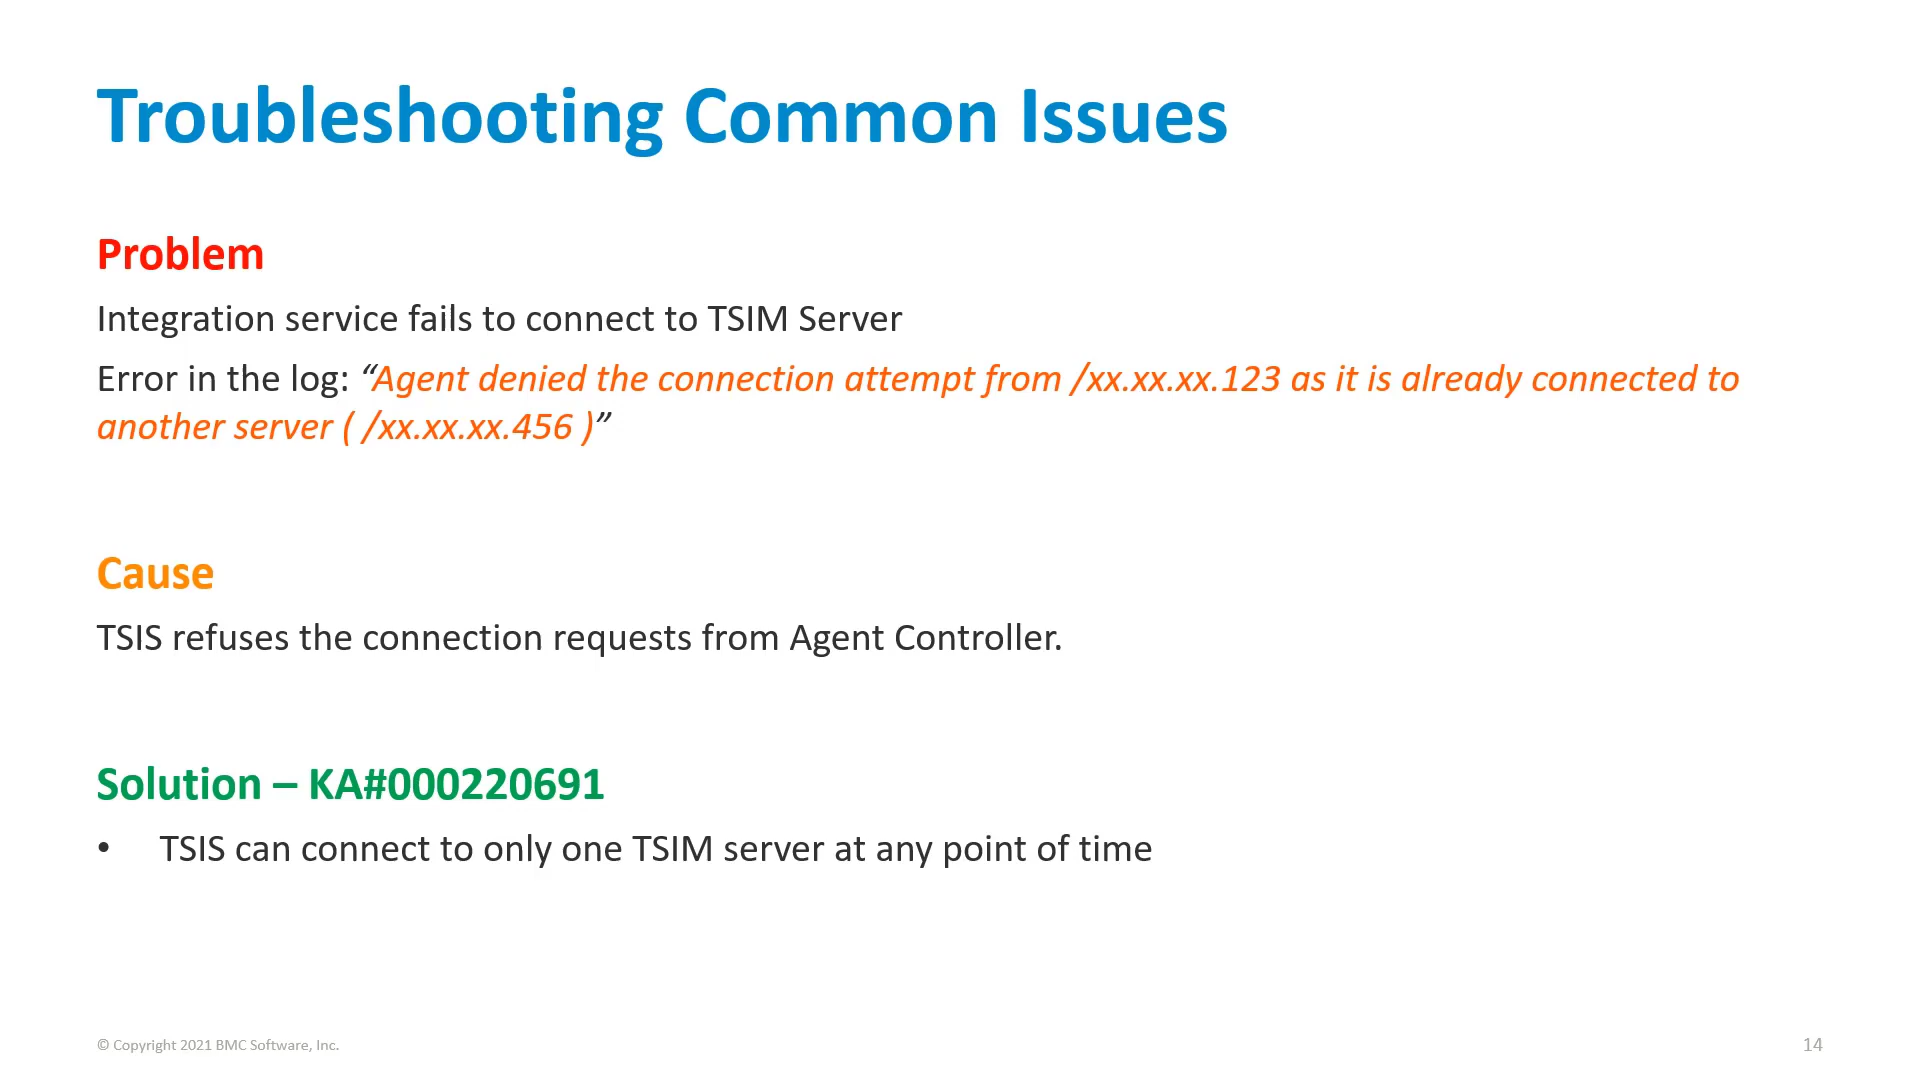 Troubleshooting Common Issues
Problem
Integration service fails to connect to TSIM Server
Error in the log: “Agent denied the connection attempt from /xx.xx.xx.123 as it is already connected to
another server ( /xx.xx.xx.456 )”
Cause
TSIS refuses the connection requests from Agent Controller.
Solution – KA#000220691
• TSIS can connect to only one TSIM server at any point of time
© Copyright 2021 BMC Software, Inc.
14